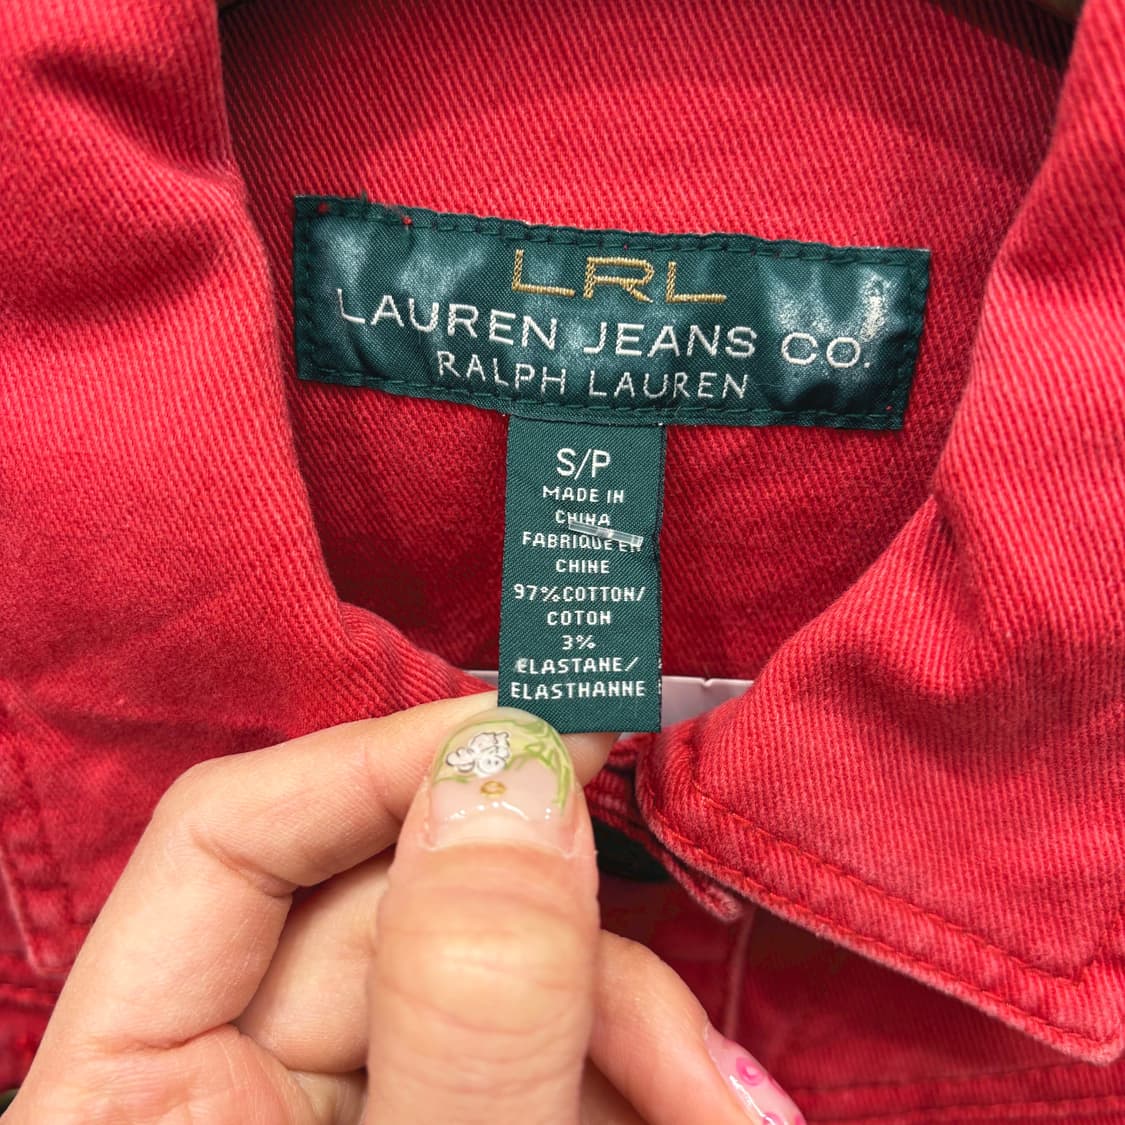 LRL
LAUREN JEANS CO.
RALPH LAUREN
S/P
MADE IN
CHINA
FABRIQUE EN
CHINE
97%COTTON/
COTON
3%
ELASTANE/
ELASTHANNE